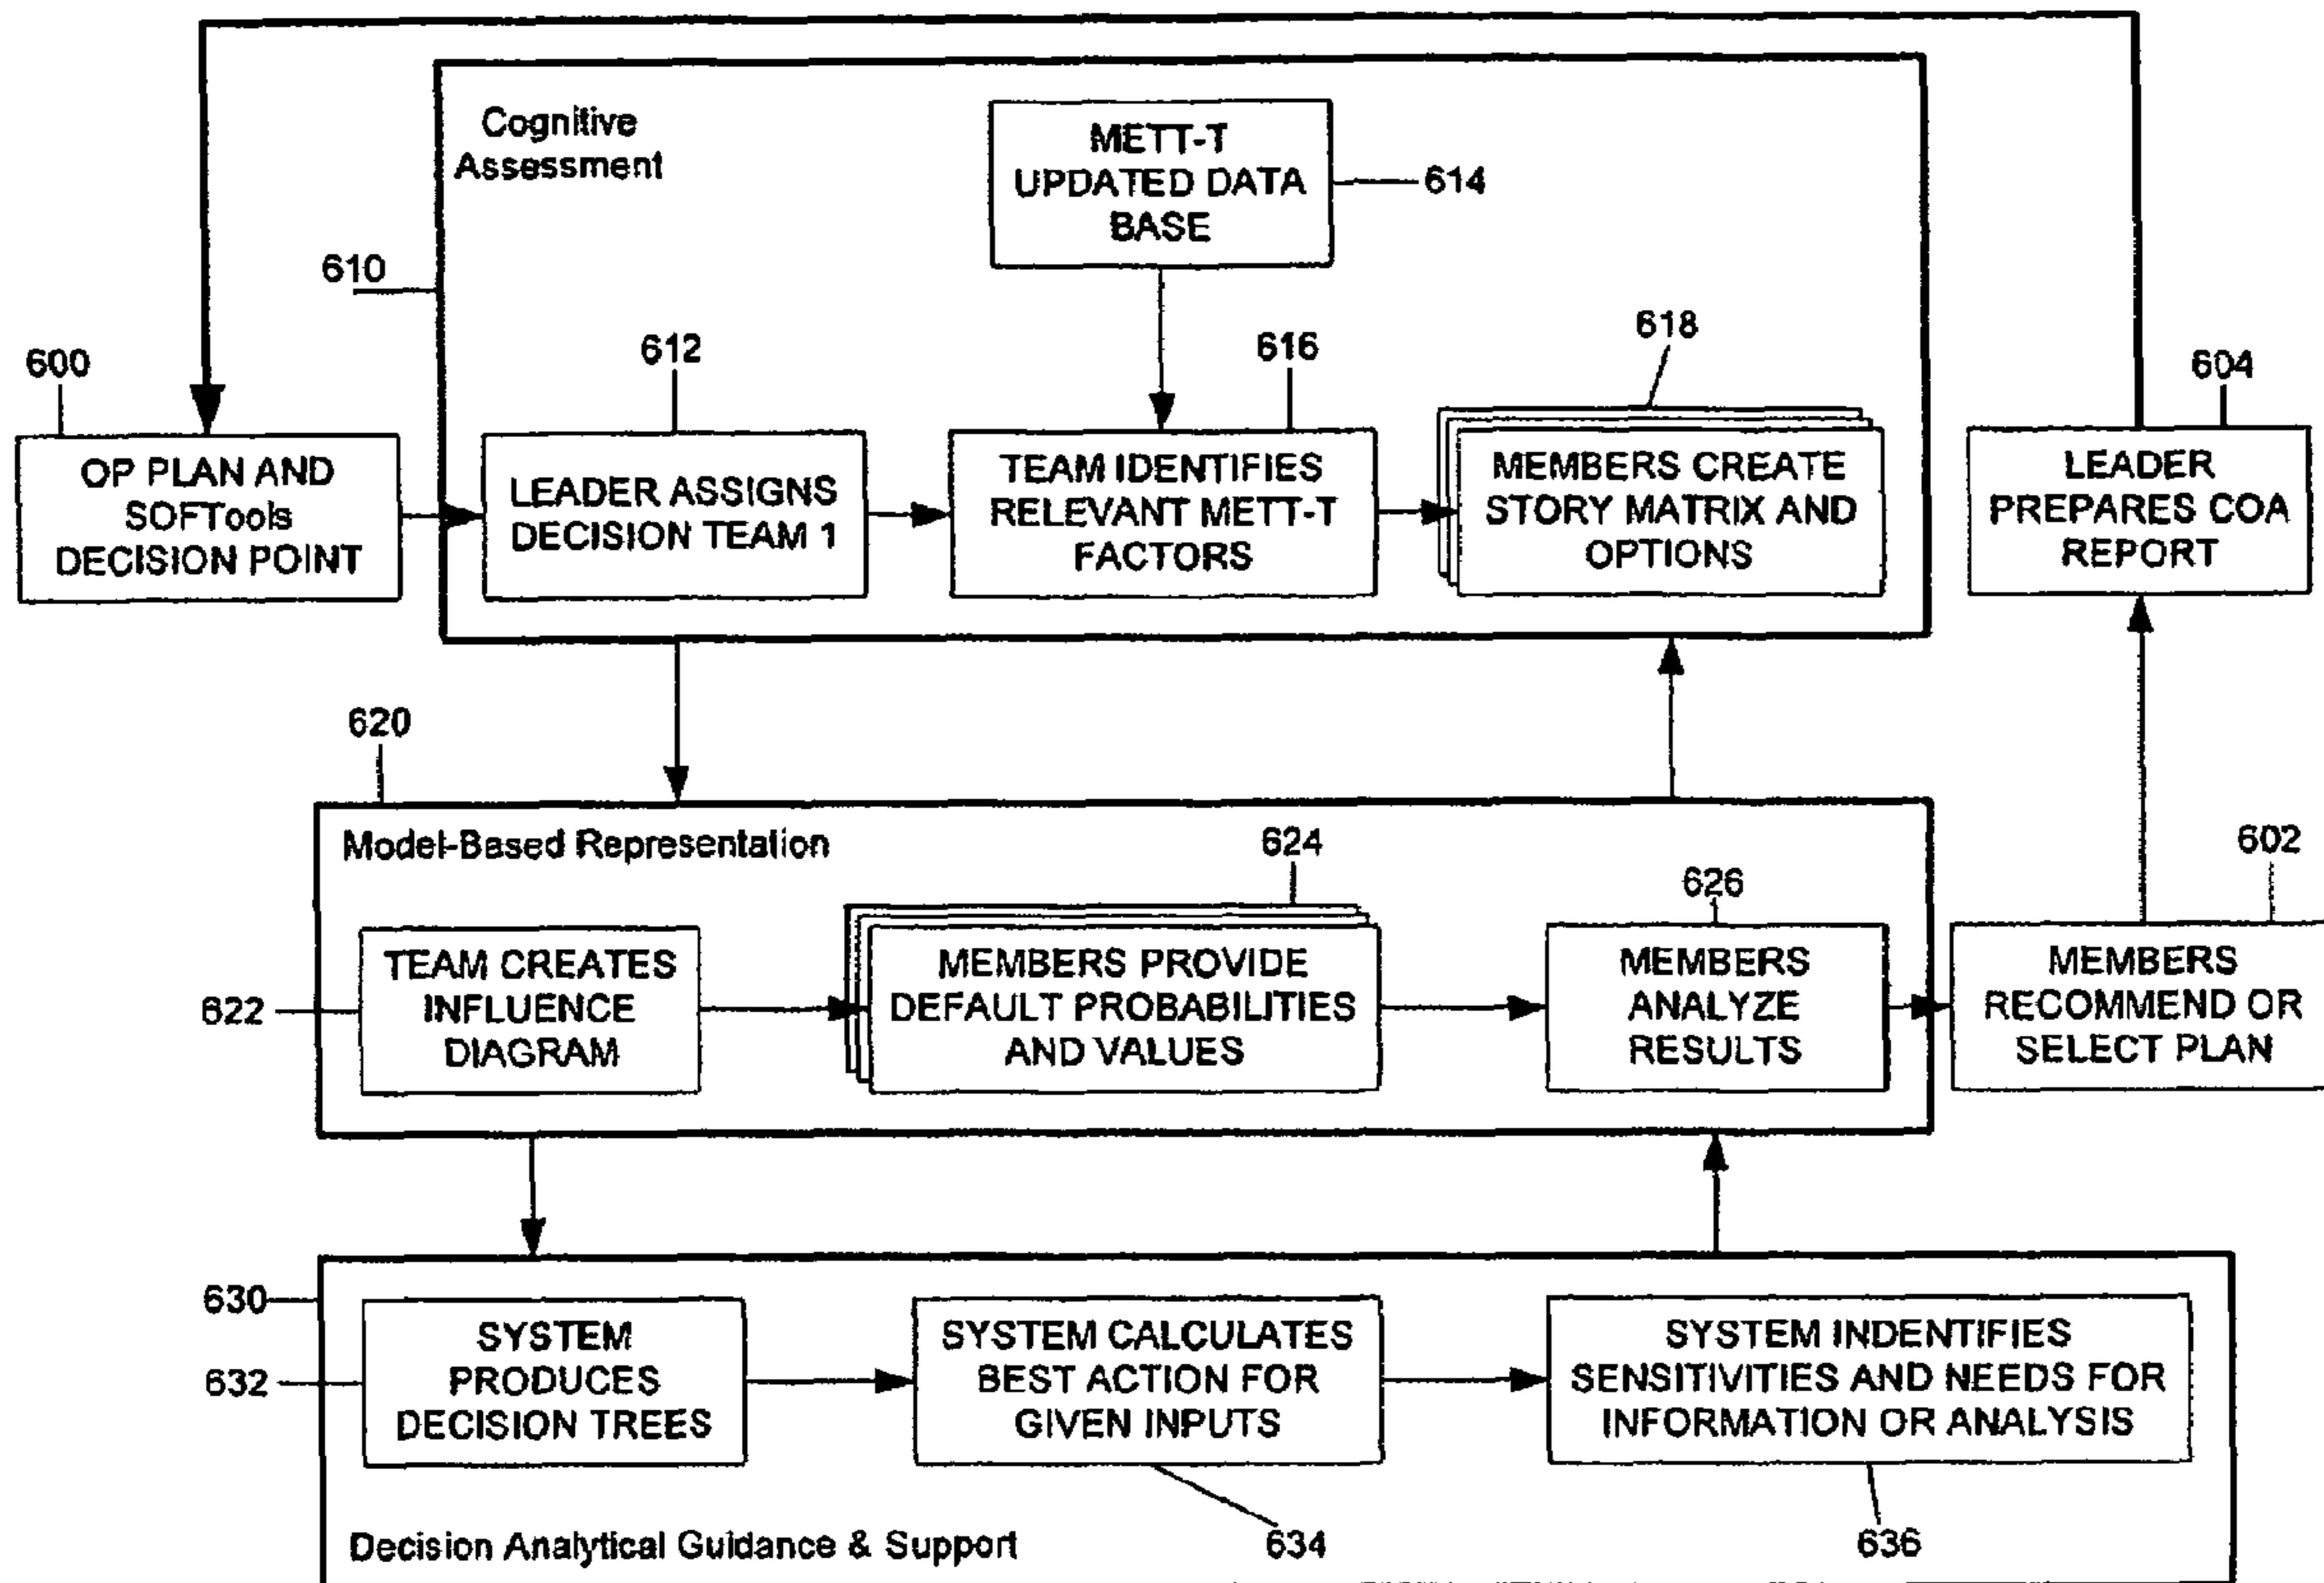 Cognitive
Assessment
METT-T
UPDATED DATA
BASE
614
610
600
612
616
618
604
OP PLAN AND
SOFTools
DECISION POINT
LEADER ASSIGNS
DECISION TEAM 1
TEAM IDENTIFIES
RELEVANT METT-T
FACTORS
MEMBERS CREATE
STORY MATRIX AND
OPTIONS
LEADER
PREPARES COA
REPORT
620
Model-Based Representation
624
626
602
TEAM CREATES
INFLUENCE
DIAGRAM
622
MEMBERS PROVIDE
DEFAULT PROBABILITIES
AND VALUES
MEMBERS
ANALYZE
RESULTS
MEMBERS
RECOMMEND OR
SELECT PLAN
630
632
SYSTEM
PRODUCES
DECISION TREES
SYSTEM CALCULATES
BEST ACTION FOR
GIVEN INPUTS
SYSTEM INDENTIFIES
SENSITIVITIES AND NEEDS FOR
INFORMATION OR ANALYSIS
Decision Analytical Guidance & Support
634
636